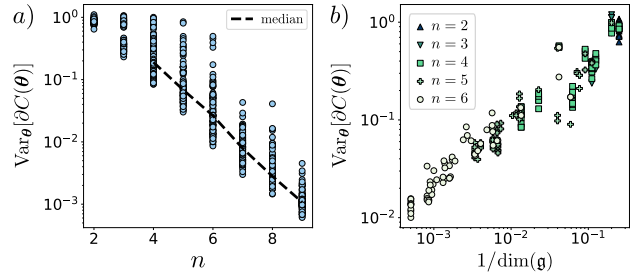 a)
median
Var_θ[∂C(θ)]
10^0
10^{-1}
10^{-2}
10^{-3}
2 4 6 8
n
b)
n = 2
n = 3
n = 4
n = 5
n = 6
Var_θ[∂C(θ)]
10^0
10^{-1}
10^{-2}
10^{-3} 10^{-2} 10^{-1}
1/dim(𝔤)